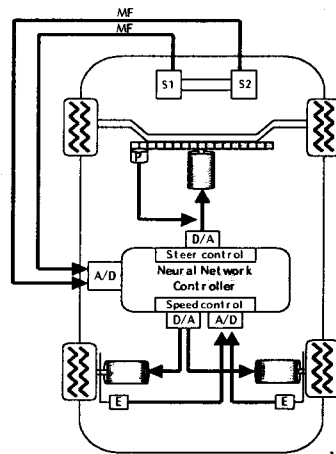 MF
MF
S1 S2
P
D/A
Steer control
A/D
Neural Network
Controller
Speed control
D/A A/D
E E